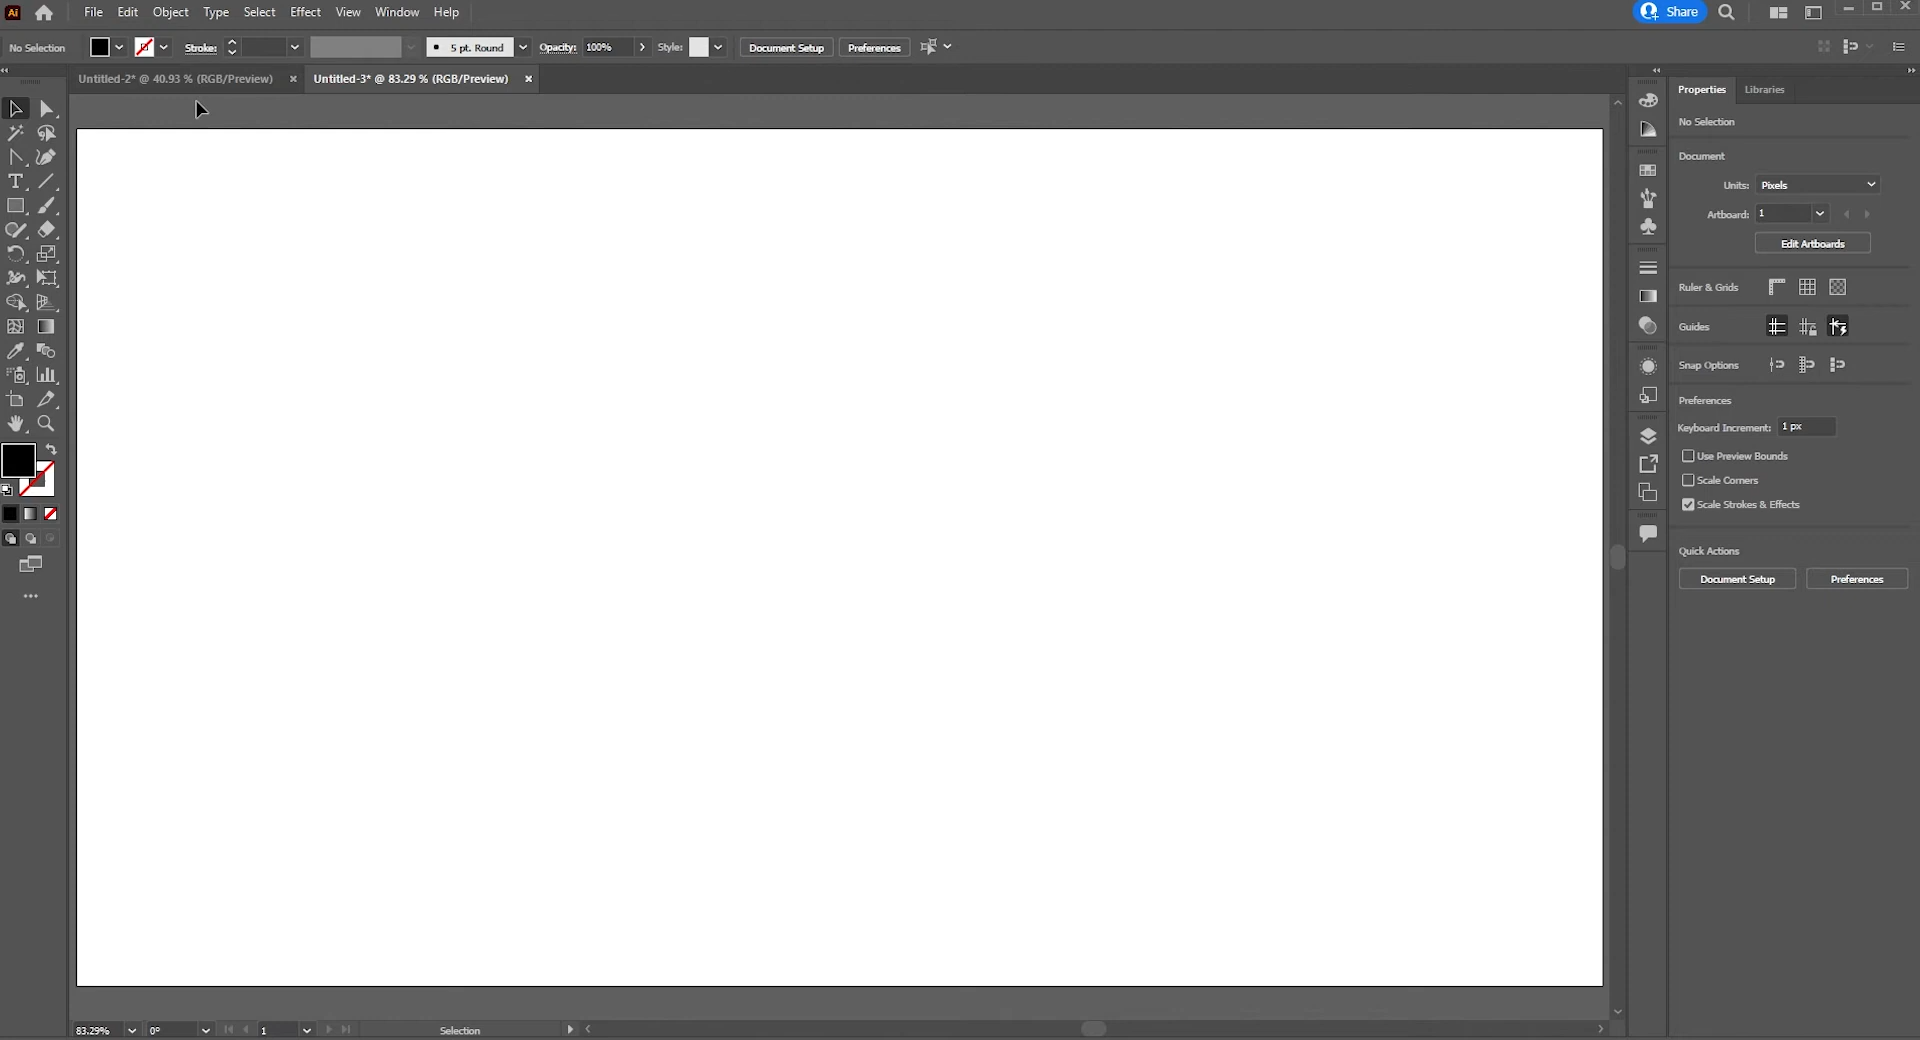 Ai File Edit Object Type Select Effect View Window Help Share
No Selection Stroke: 5 pt. Round Opacity: 100% Style: Document Setup Preferences
Untitled-2* @ 40.93 % (RGB/Preview) × Untitled-3* @ 83.29 % (RGB/Preview) ×
Properties Libraries
No Selection
Document
Units: Pixels
Artboard: 1
Edit Artboards
Ruler & Grids
Guides
Snap Options
Preferences
Keyboard Increment: 1 px
Use Preview Bounds
Scale Corners
Scale Strokes & Effects
Quick Actions
Document Setup Preferences
83.29% 0° 1 Selection